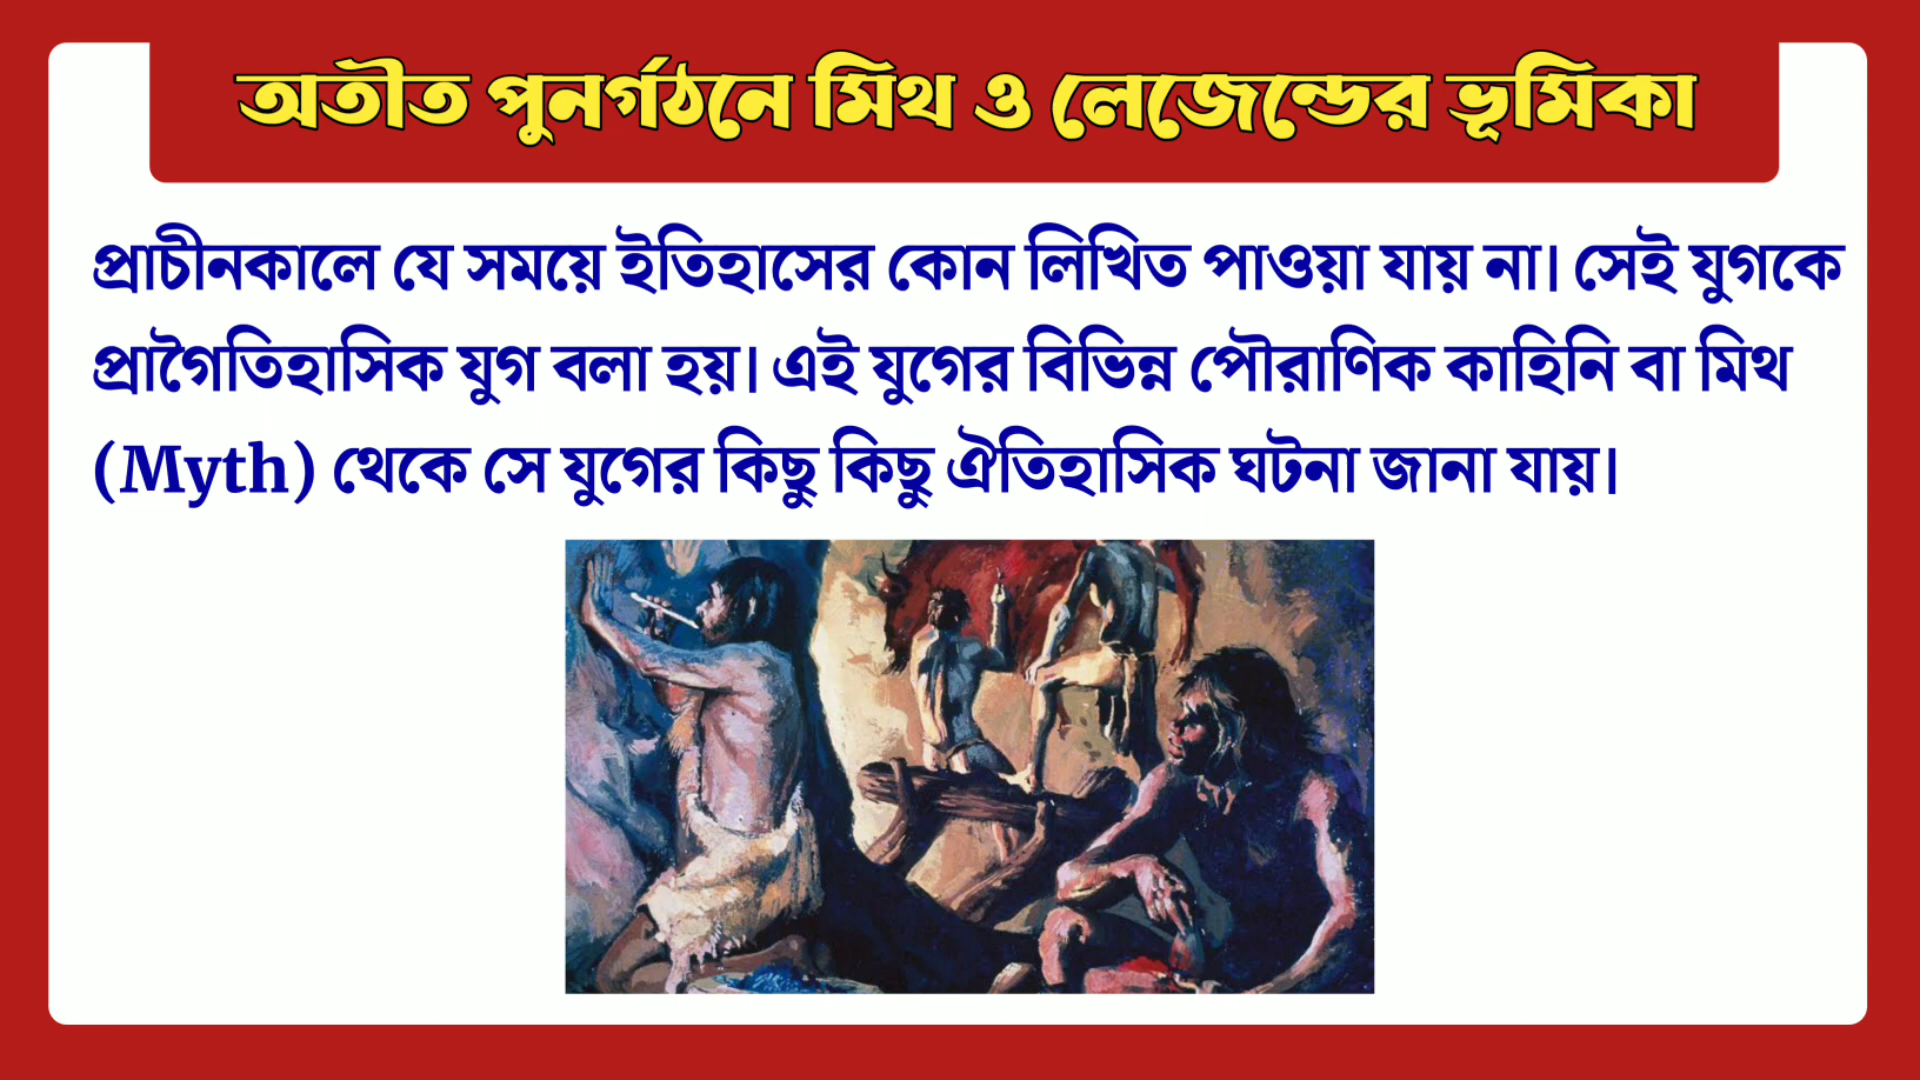 অতীত পুনর্গঠনে মিথ ও লেজেন্ডের ভূমিকা
প্রাচীনকালে যে সময়ে ইতিহাসের কোন লিখিত পাওয়া যায় না। সেই যুগকে
প্রাগৈতিহাসিক যুগ বলা হয়। এই যুগের বিভিন্ন পৌরাণিক কাহিনি বা মিথ
(Myth) থেকে সে যুগের কিছু কিছু ঐতিহাসিক ঘটনা জানা যায়।